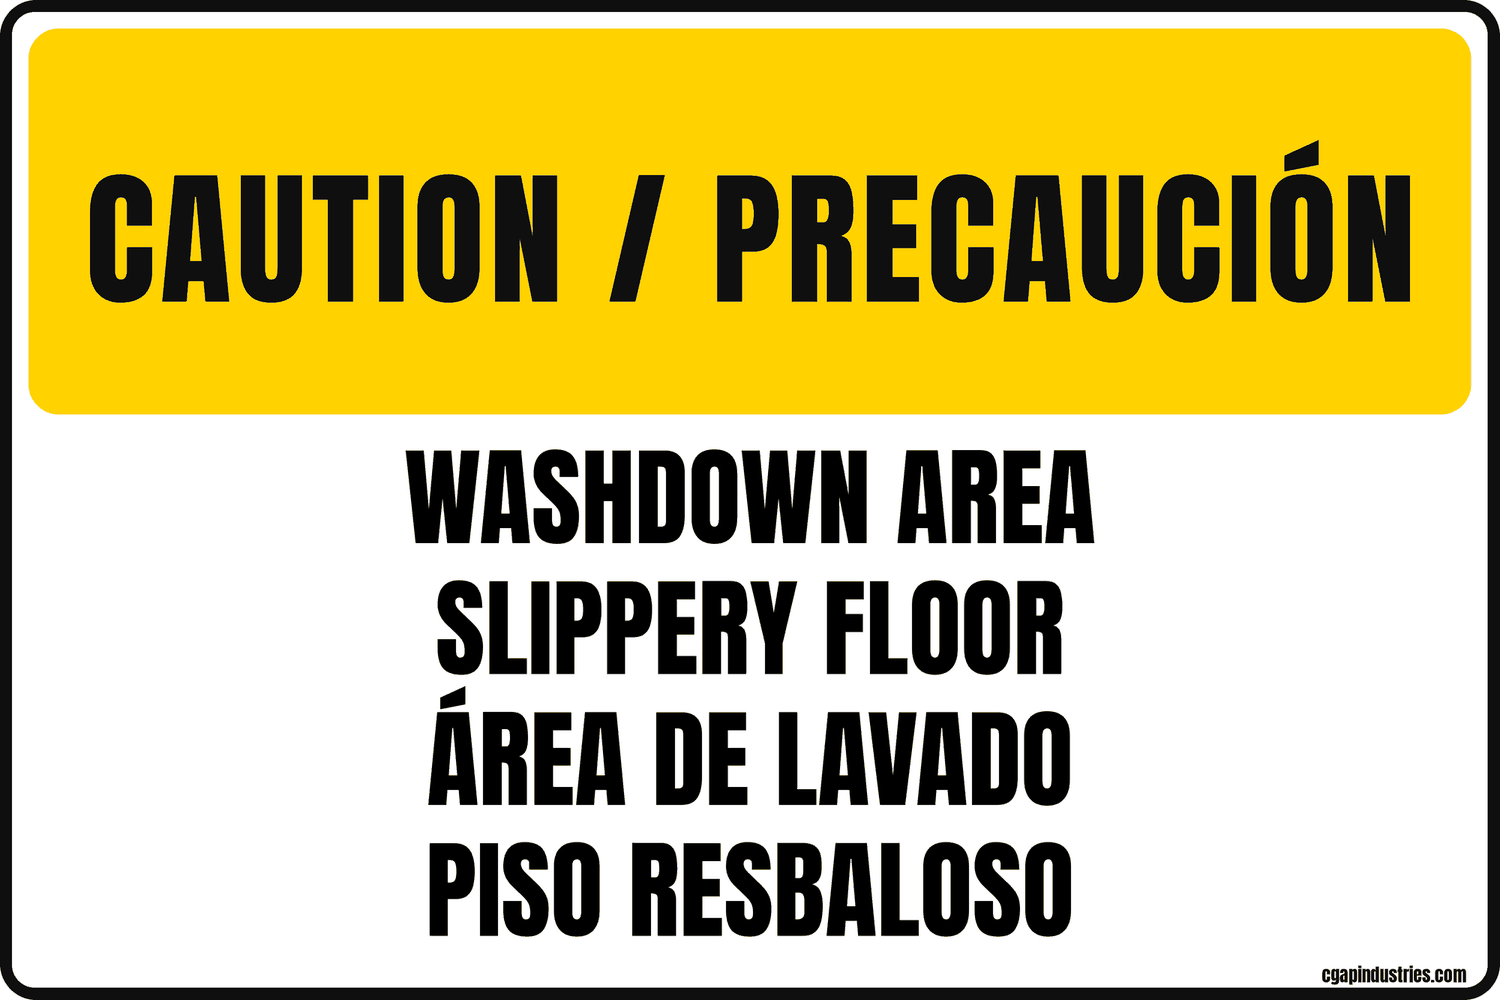 CAUTION / PRECAUCIÓN
WASHDOWN AREA
SLIPPERY FLOOR
ÁREA DE LAVADO
PISO RESBALOSO
cgapindustries.com